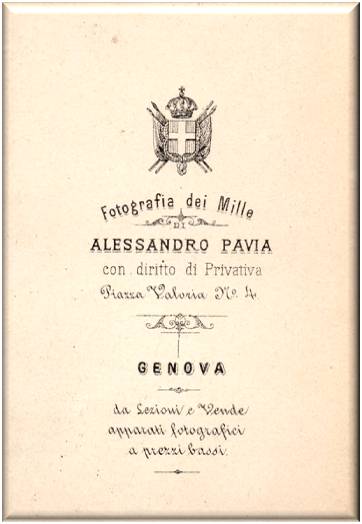 Fotografia dei Mille
DI
ALESSANDRO PAVIA
con diritto di Privativa
Piazza Valoria No. 4
GENOVA
da Lezioni e Vende
apparati fotografici
a prezzi bassi.